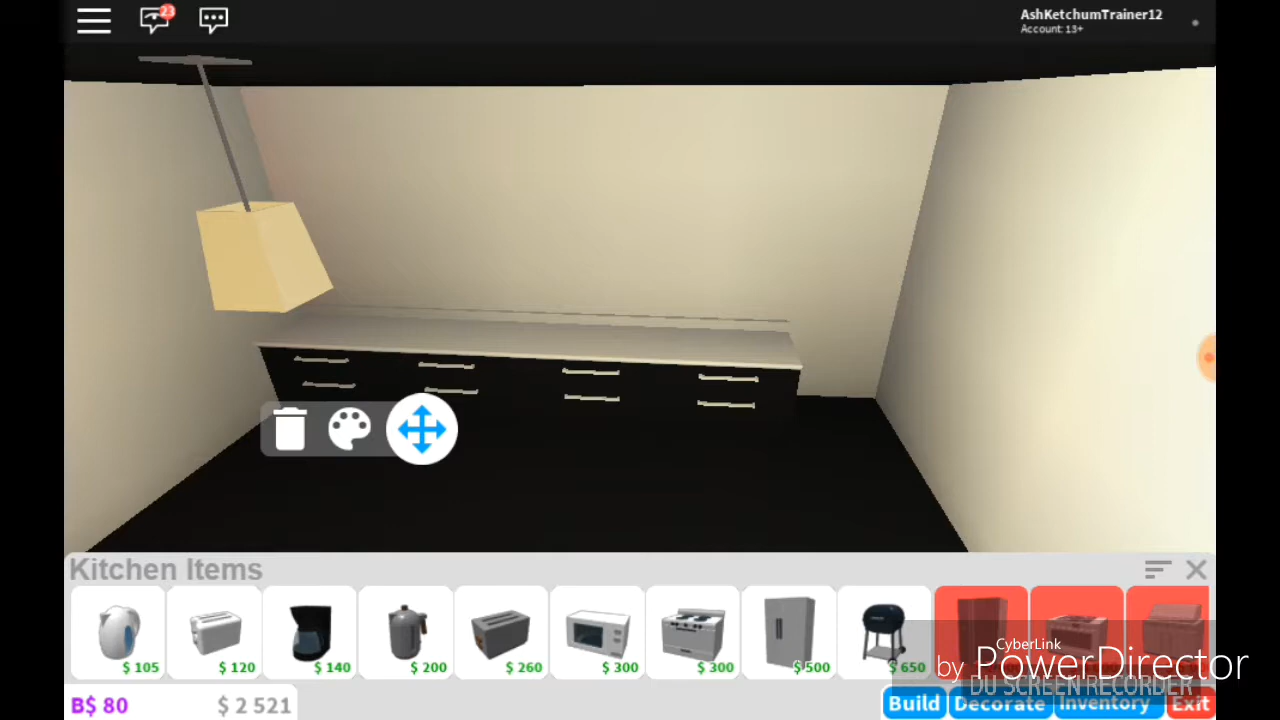 23
AshKetchumTrainer12
Account: 13+
Kitchen Items
$ 105
$ 120
$ 140
$ 200
$ 260
$ 300
$ 300
$ 500
$ 650
CyberLink
by PowerDirector
DU SCREEN RECORDER
B$ 80
$ 2 521
Build
Decorate
Inventory
Exit